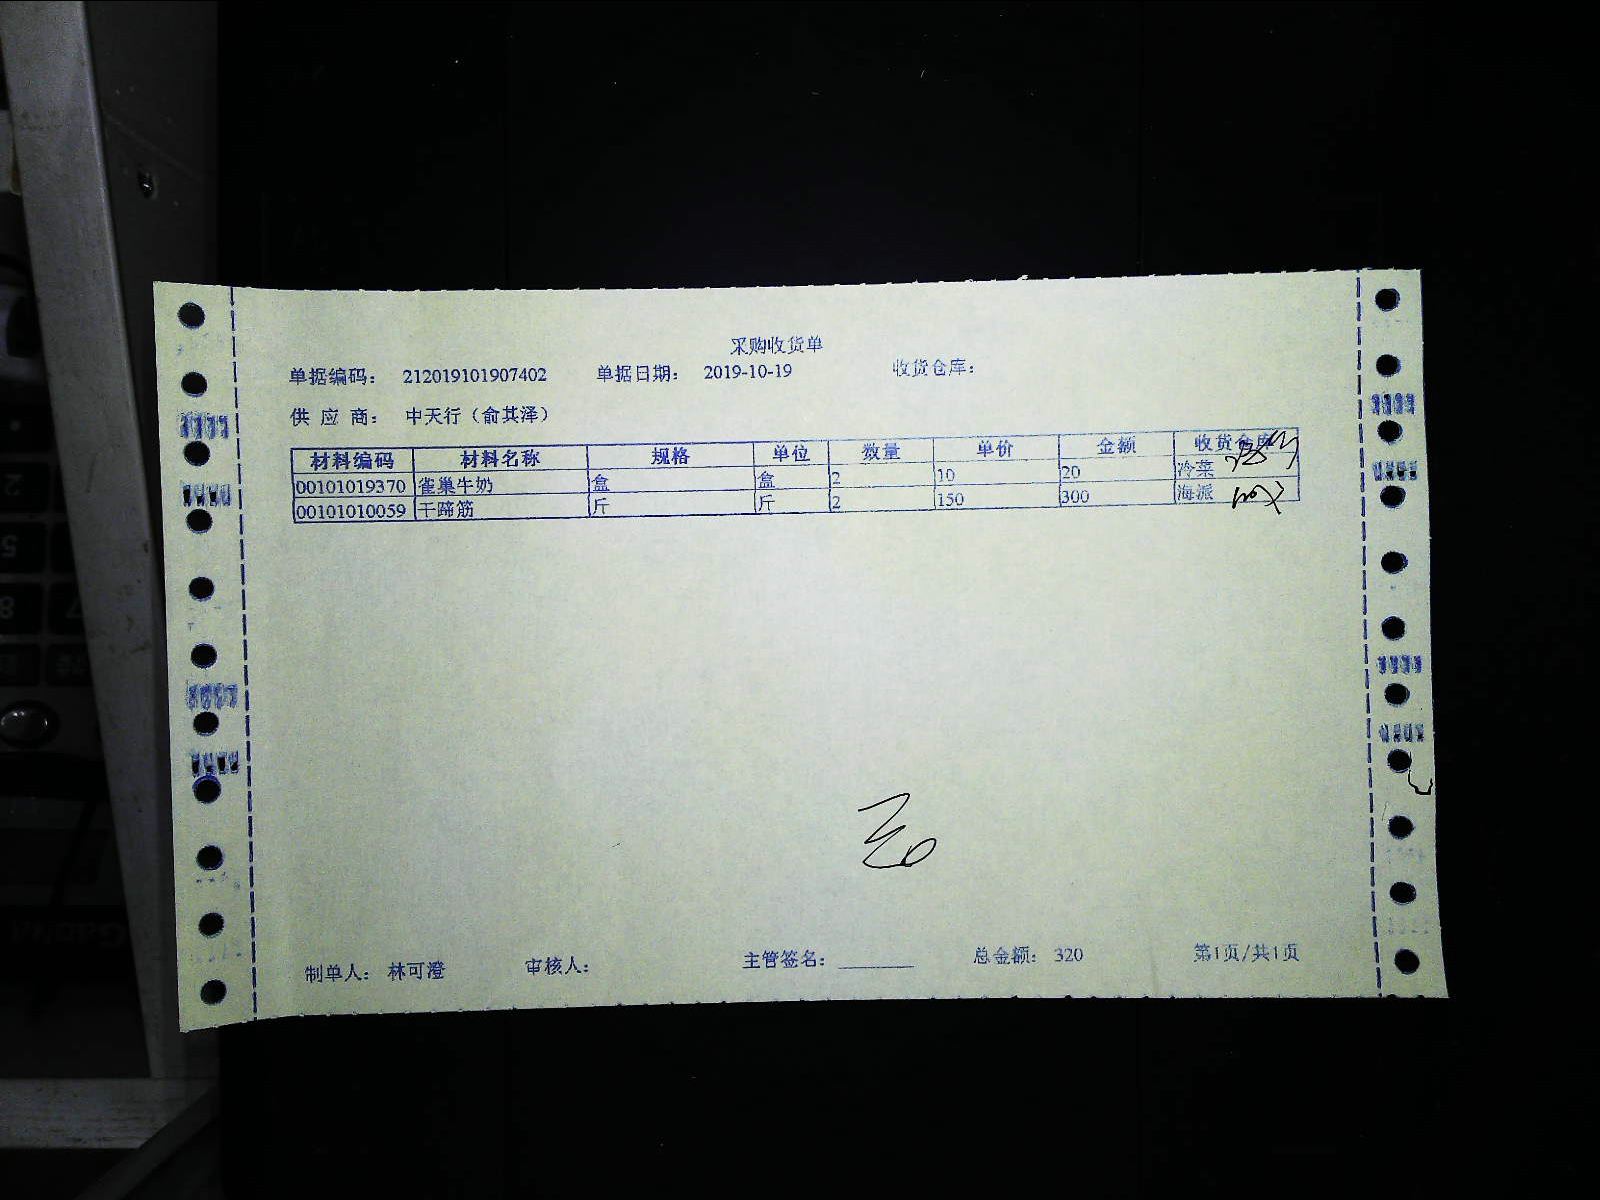 采购收货单
单据编码： 212019101907402 单据日期： 2019-10-19 收货仓库：
供 应 商： 中天行（俞其泽）
材料编码 材料名称 规格 单位 数量 单价 金额 收货仓库
00101019370 雀巢牛奶 盒 盒 2 10 20 冷菜
00101010059 干蹄筋 斤 斤 2 150 300 海派
制单人： 林可澄 审核人： 主管签名： 总金额： 320 第1页/共1页